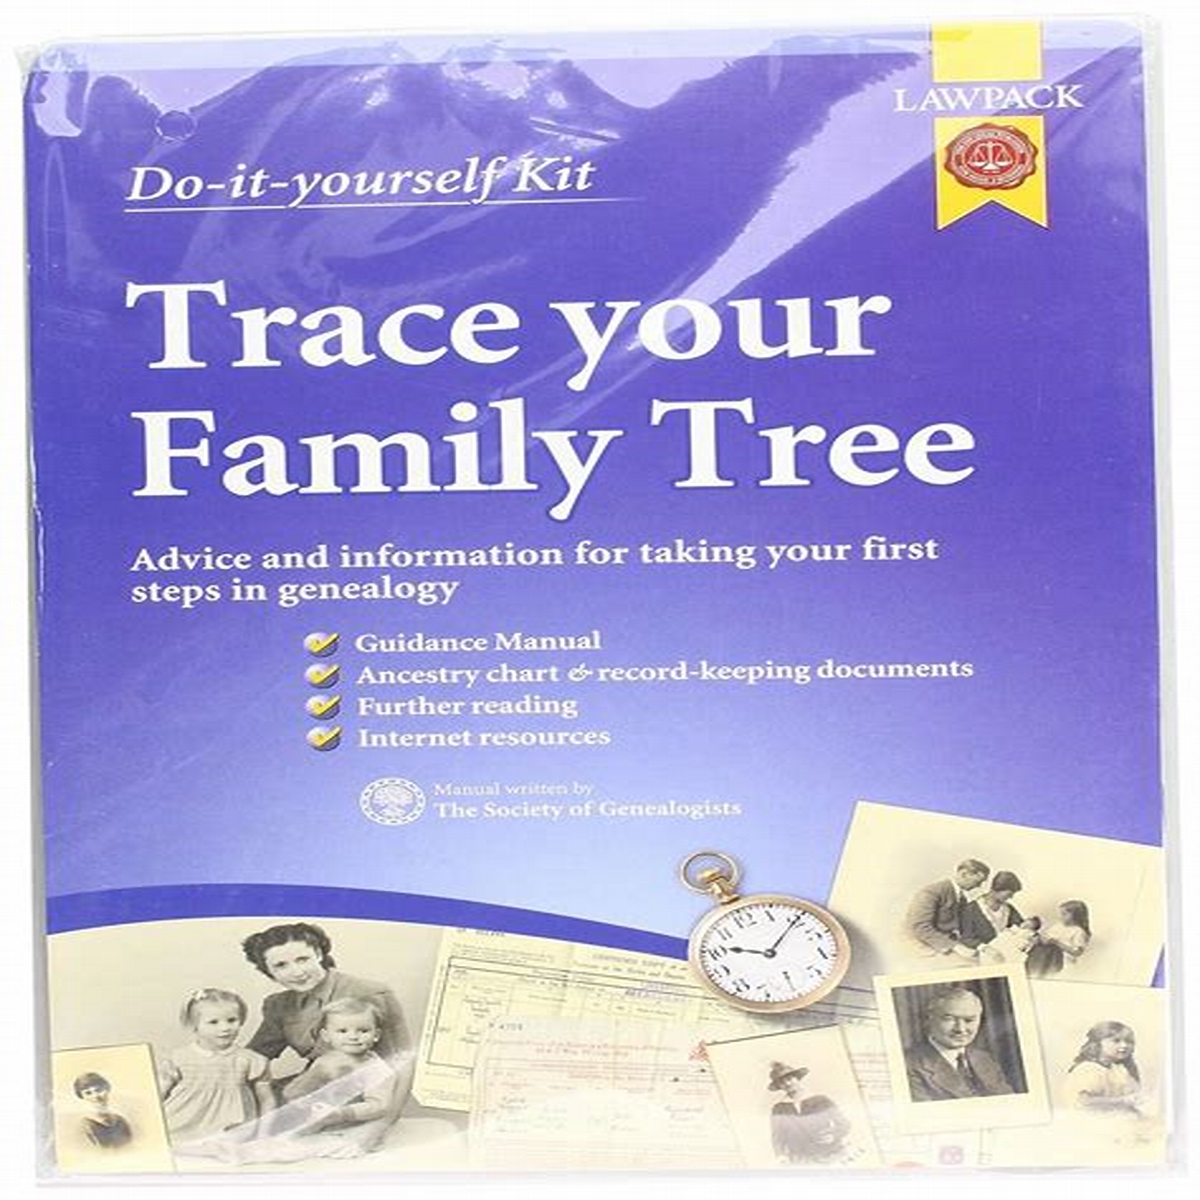 LAWPACK
Do-it-yourself Kit
Trace your
Family Tree
Advice and information for taking your first
steps in genealogy
Guidance Manual
Ancestry chart & record-keeping documents
Further reading
Internet resources
Manual written by
The Society of Genealogists